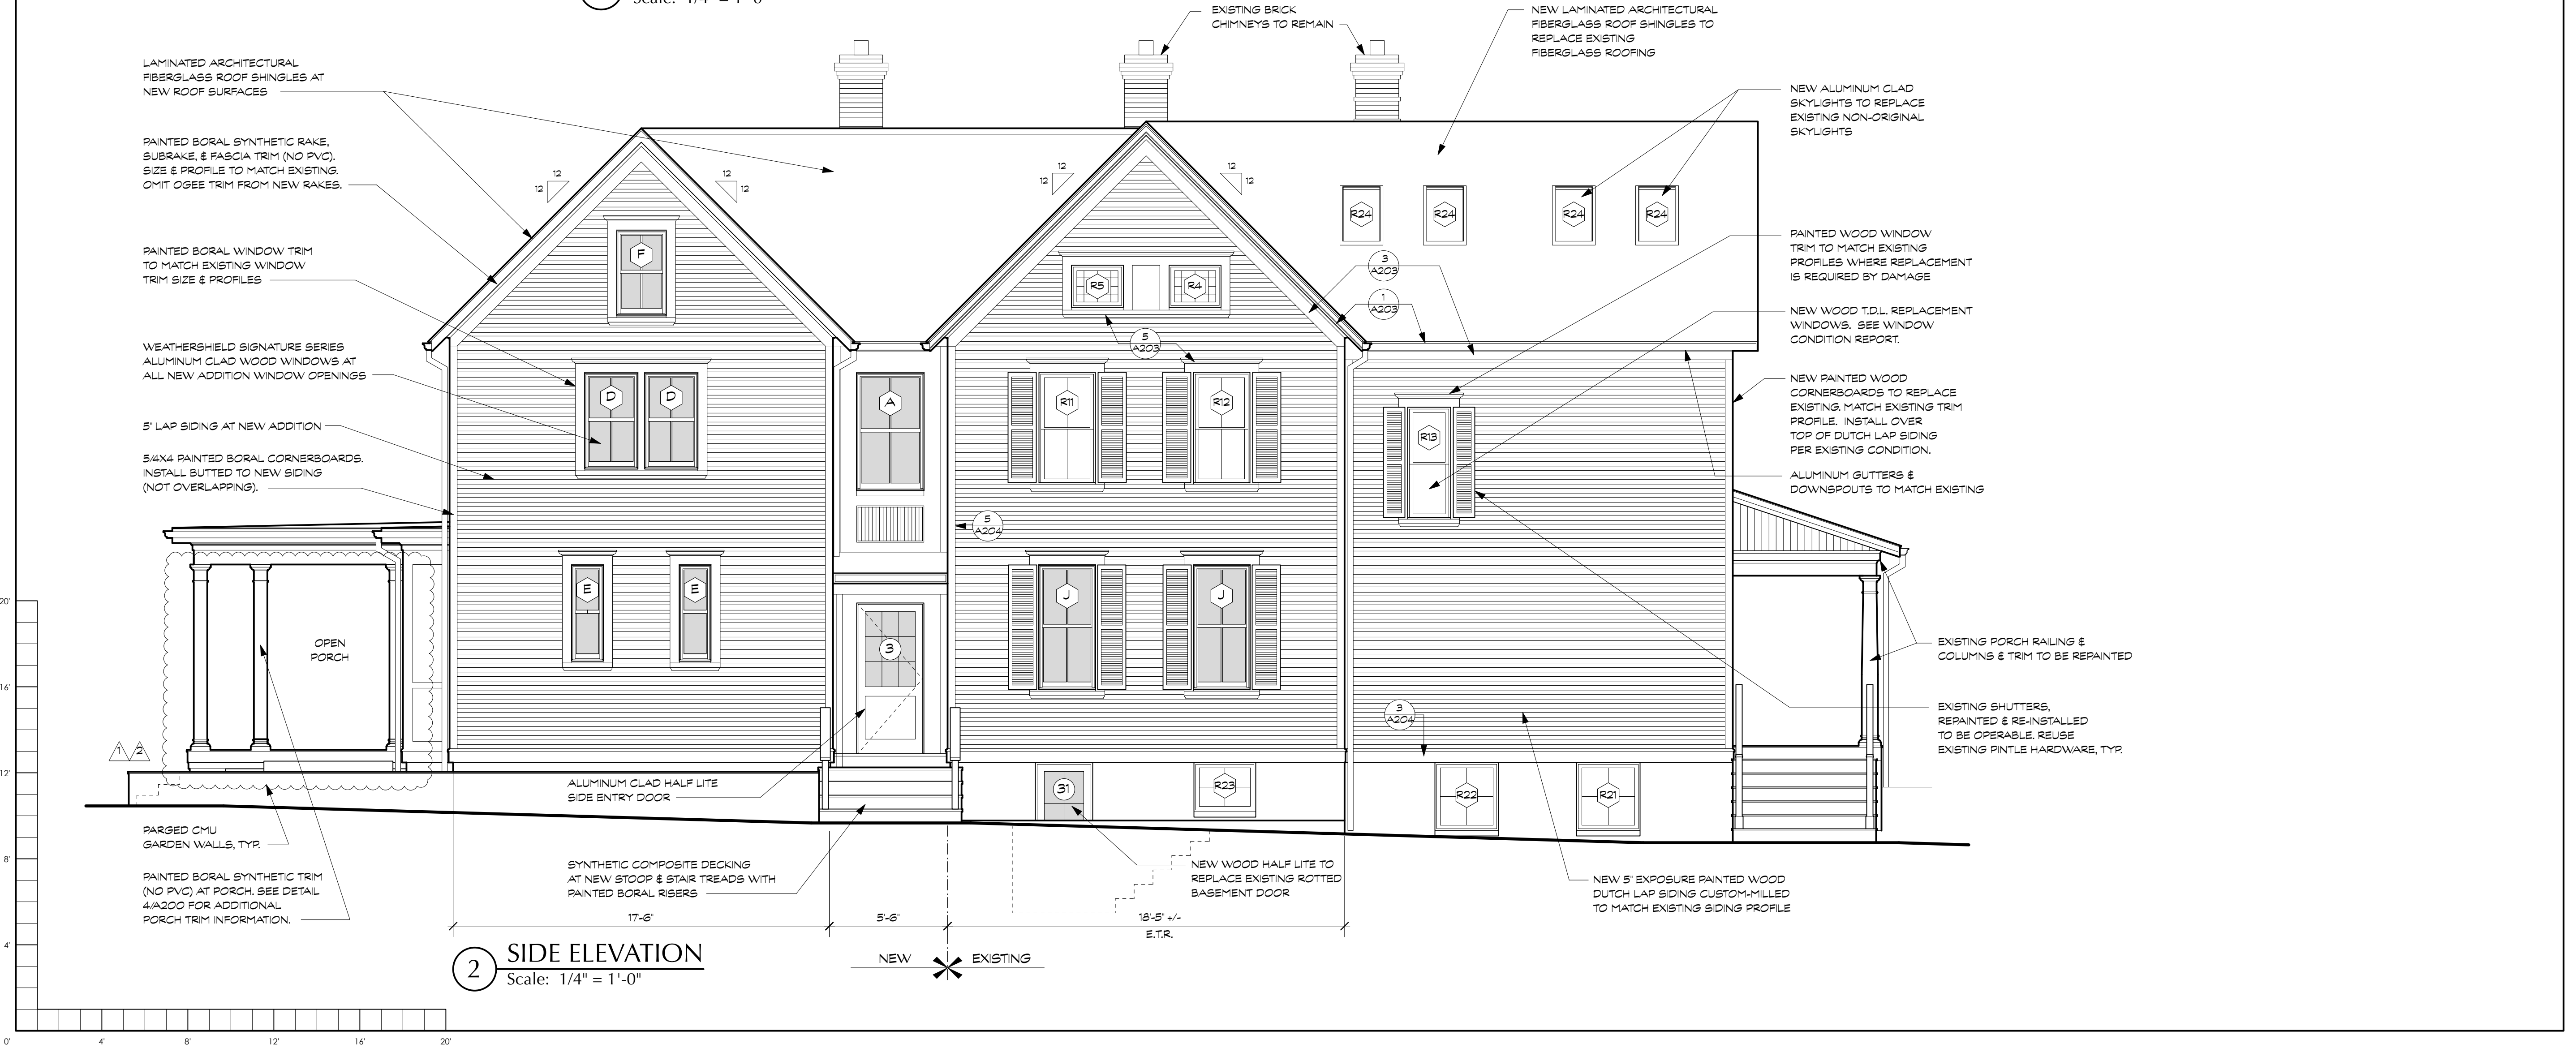 Scale: 1/4" = 1'-0"
EXISTING BRICK
CHIMNEYS TO REMAIN
NEW LAMINATED ARCHITECTURAL
FIBERGLASS ROOF SHINGLES TO
REPLACE EXISTING
FIBERGLASS ROOFING
LAMINATED ARCHITECTURAL
FIBERGLASS ROOF SHINGLES AT
NEW ROOF SURFACES
PAINTED BORAL SYNTHETIC RAKE,
SUBRAKE, & FASCIA TRIM (NO PVC).
SIZE & PROFILE TO MATCH EXISTING.
OMIT OGEE TRIM FROM NEW RAKES.
PAINTED BORAL WINDOW TRIM
TO MATCH EXISTING WINDOW
TRIM SIZE & PROFILES
WEATHERSHIELD SIGNATURE SERIES
ALUMINUM CLAD WOOD WINDOWS AT
ALL NEW ADDITION WINDOW OPENINGS
5" LAP SIDING AT NEW ADDITION
5/4X4 PAINTED BORAL CORNERBOARDS.
INSTALL BUTTED TO NEW SIDING
(NOT OVERLAPPING).
NEW ALUMINUM CLAD
SKYLIGHTS TO REPLACE
EXISTING NON-ORIGINAL
SKYLIGHTS
PAINTED WOOD WINDOW
TRIM TO MATCH EXISTING
PROFILES WHERE REPLACEMENT
IS REQUIRED BY DAMAGE
NEW WOOD T.D.L. REPLACEMENT
WINDOWS. SEE WINDOW
CONDITION REPORT.
NEW PAINTED WOOD
CORNERBOARDS TO REPLACE
EXISTING. MATCH EXISTING TRIM
PROFILE. INSTALL OVER
TOP OF DUTCH LAP SIDING
PER EXISTING CONDITION.
ALUMINUM GUTTERS &
DOWNSPOUTS TO MATCH EXISTING
EXISTING PORCH RAILING &
COLUMNS & TRIM TO BE REPAINTED
EXISTING SHUTTERS,
REPAINTED & RE-INSTALLED
TO BE OPERABLE. REUSE
EXISTING PINTLE HARDWARE, TYP.
12
12
12
12
12
12
12
12
R24
R24
R24
R24
F
R5
R4
3
A203
1
A203
5
A203
D
D
A
R11
R12
R13
5
A204
E
E
J
J
3
OPEN
PORCH
3
A204
1
2
31
R23
R22
R21
ALUMINUM CLAD HALF LITE
SIDE ENTRY DOOR
PARGED CMU
GARDEN WALLS, TYP.
PAINTED BORAL SYNTHETIC TRIM
(NO PVC) AT PORCH. SEE DETAIL
4/A200 FOR ADDITIONAL
PORCH TRIM INFORMATION.
SYNTHETIC COMPOSITE DECKING
AT NEW STOOP & STAIR TREADS WITH
PAINTED BORAL RISERS
NEW WOOD HALF LITE TO
REPLACE EXISTING ROTTED
BASEMENT DOOR
NEW 5" EXPOSURE PAINTED WOOD
DUTCH LAP SIDING CUSTOM-MILLED
TO MATCH EXISTING SIDING PROFILE
17'-6"
5'-6"
18'-5" +/-
E.T.R.
NEW
EXISTING
2
SIDE ELEVATION
Scale: 1/4" = 1'-0"
20'
16'
12'
8'
4'
0'
4'
8'
12'
16'
20'